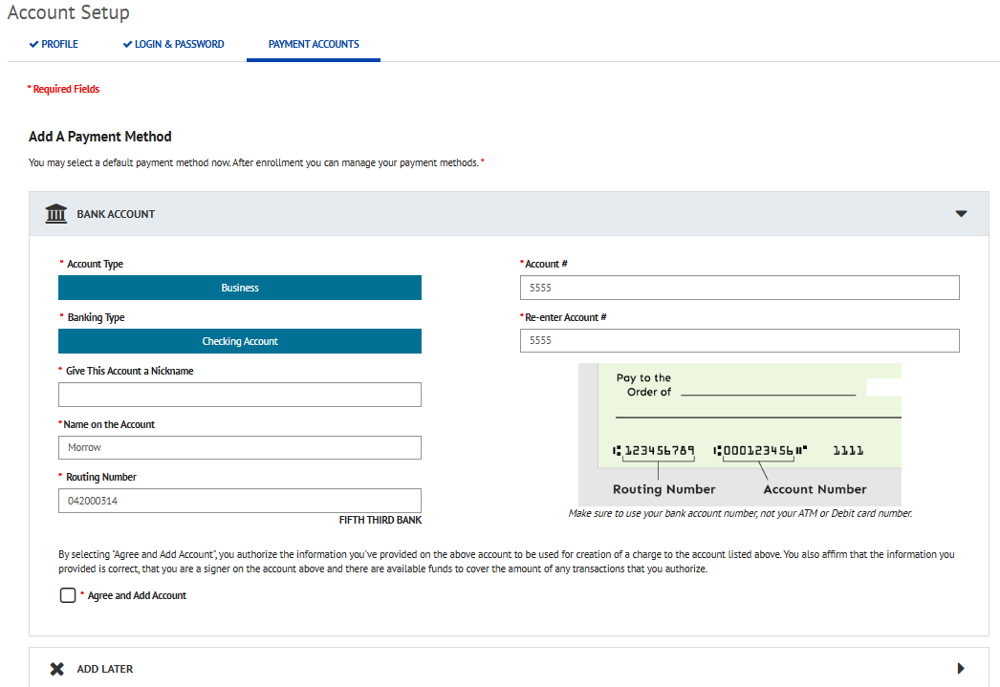 Account Setup
PROFILE
LOGIN & PASSWORD
PAYMENT ACCOUNTS
* Required Fields
Add A Payment Method
You may select a default payment method now. After enrollment you can manage your payment methods. *
BANK ACCOUNT
* Account Type
Business
* Banking Type
Checking Account
* Give This Account a Nickname
* Name on the Account
Morrow
* Routing Number
042000314
FIFTH THIRD BANK
* Account #
5555
* Re-enter Account #
5555
Pay to the
Order of
⑆123456789 ⑆000123456⑈ 1111
Routing Number Account Number
Make sure to use your bank account number, not your ATM or Debit card number.
By selecting "Agree and Add Account", you authorize the information you've provided on the above account to be used for creation of a charge to the account listed above. You also affirm that the information you
provided is correct, that you are a signer on the account above and there are available funds to cover the amount of any transactions that you authorize.
* Agree and Add Account
ADD LATER